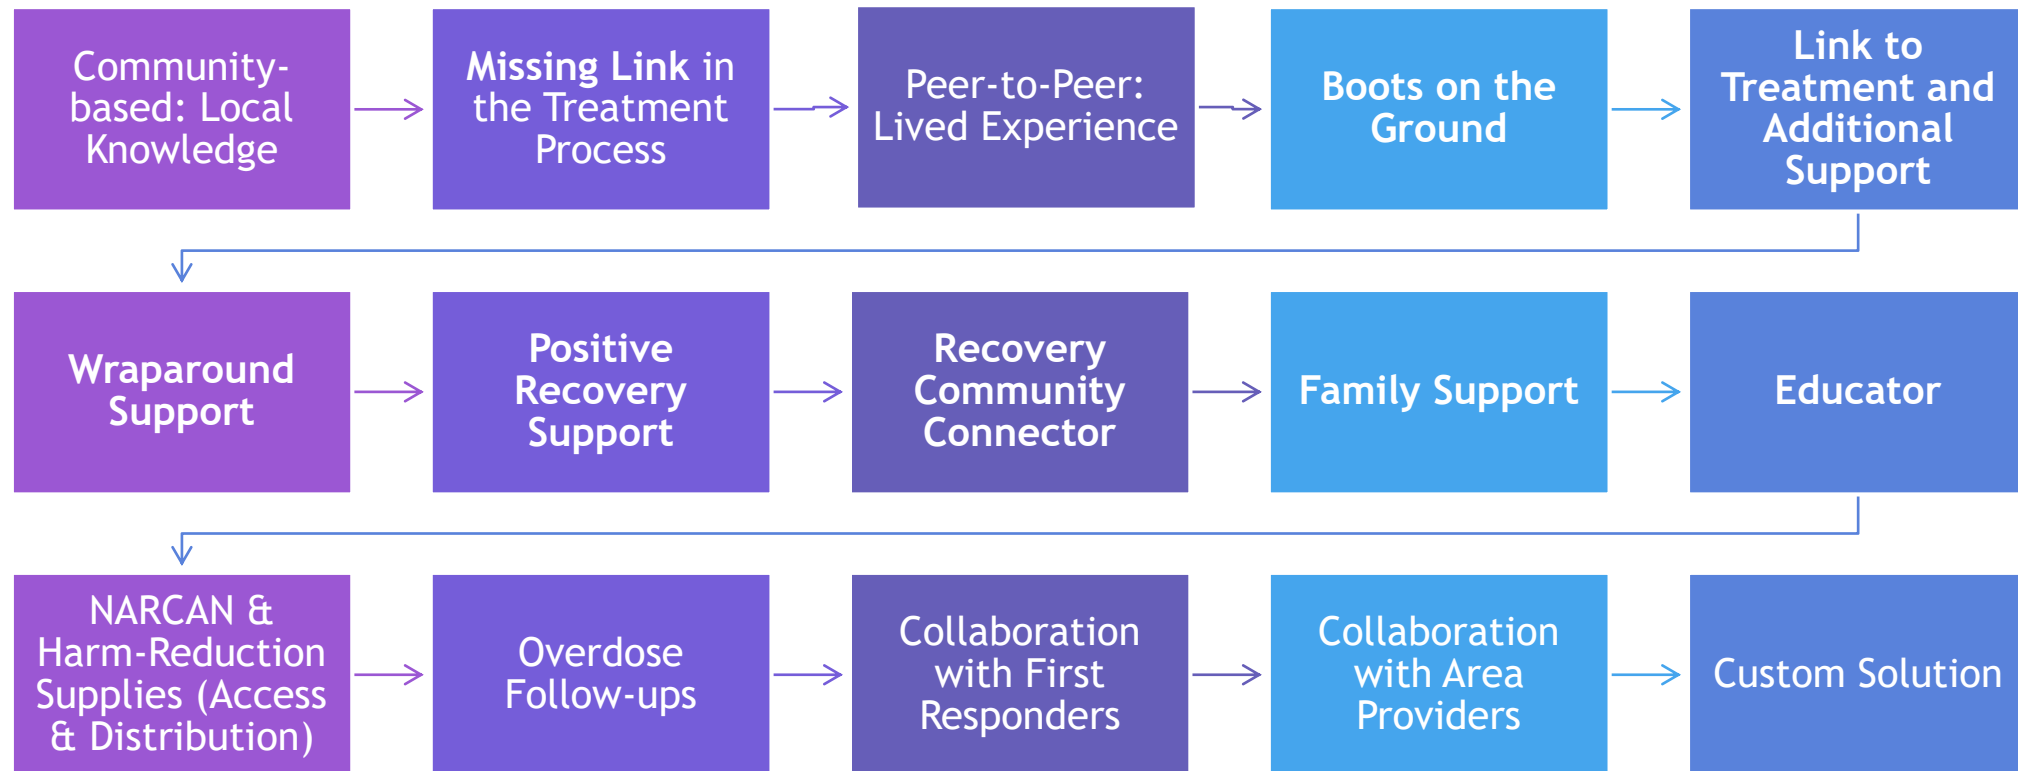 Community-
based: Local
Knowledge
Missing Link in
the Treatment
Process
Peer-to-Peer:
Lived Experience
Boots on the
Ground
Link to
Treatment and
Additional
Support
Wraparound
Support
Positive
Recovery
Support
Recovery
Community
Connector
Family Support
Educator
NARCAN &
Harm-Reduction
Supplies (Access
& Distribution)
Overdose
Follow-ups
Collaboration
with First
Responders
Collaboration
with Area
Providers
Custom Solution